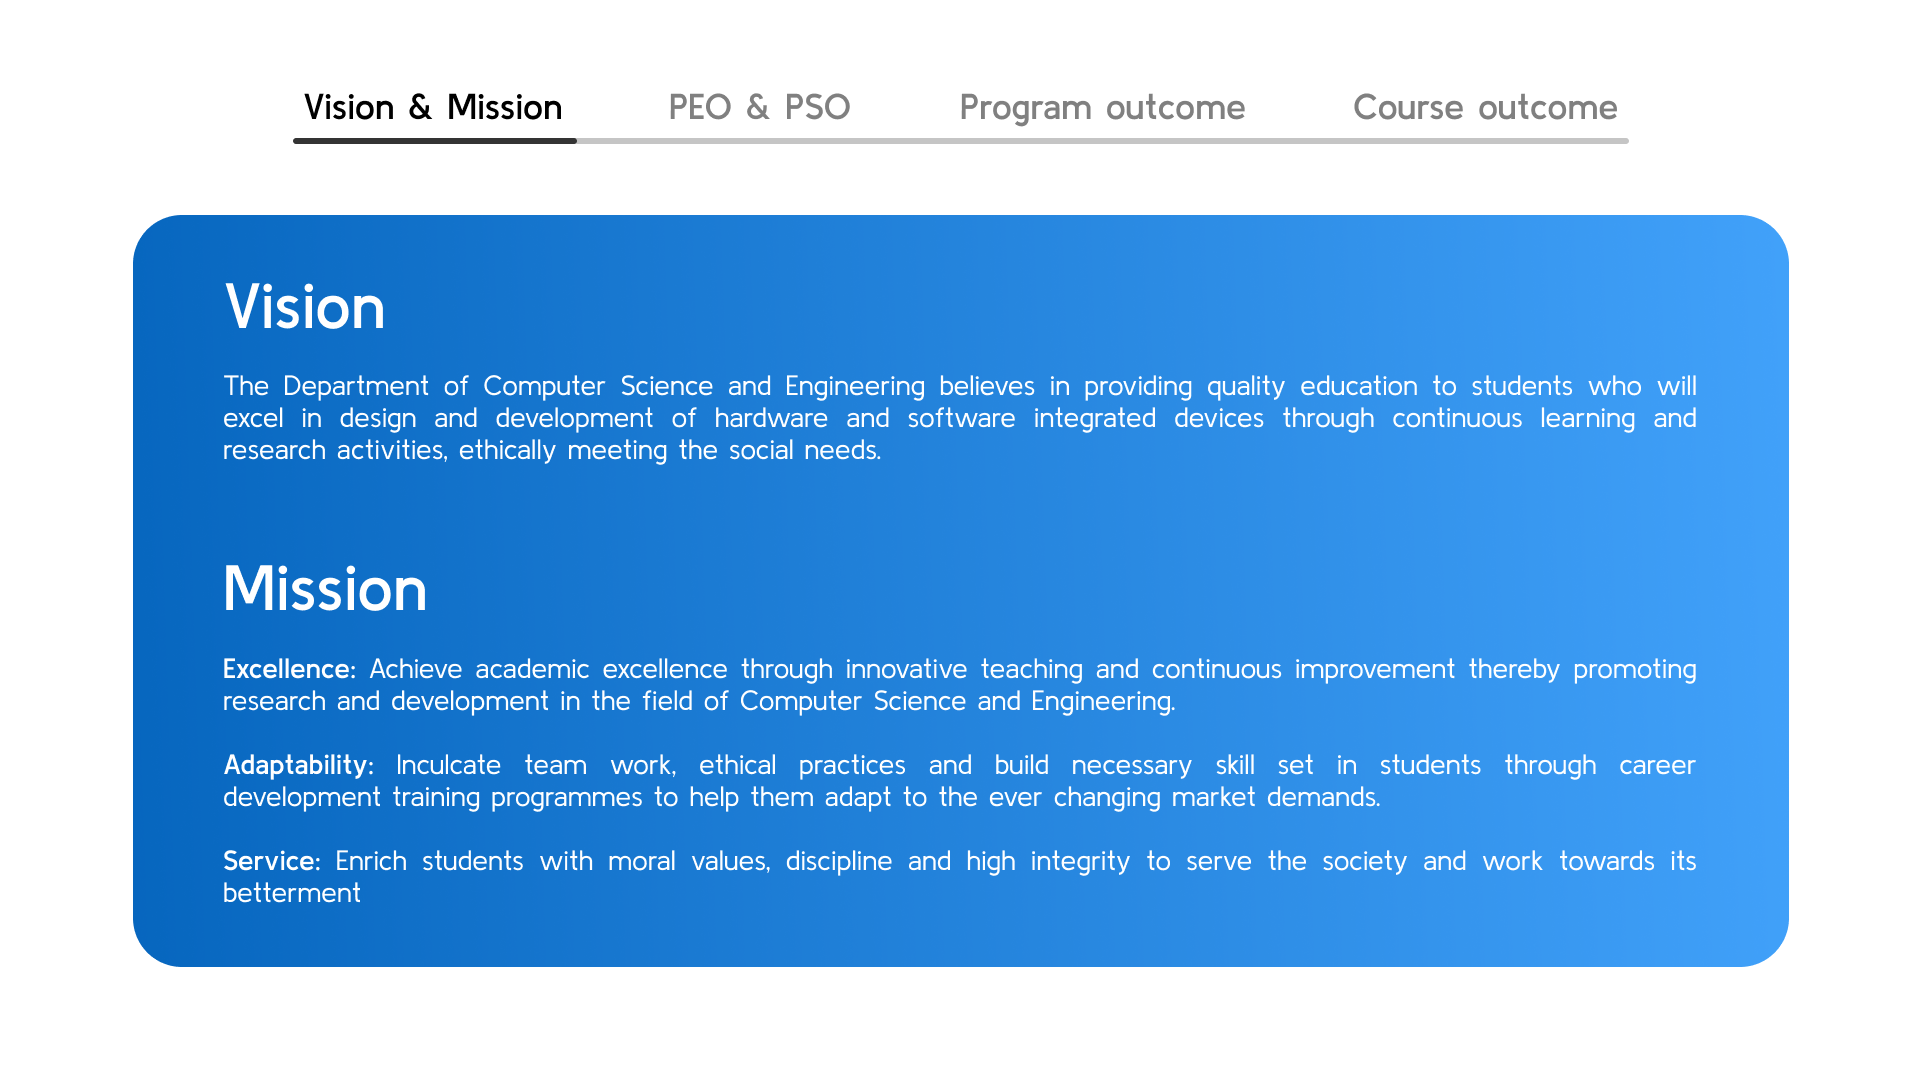 Vision & Mission
PEO & PSO
Program outcome
Course outcome
Vision
The Department of Computer Science and Engineering believes in providing quality education to students who will
excel in design and development of hardware and software integrated devices through continuous learning and
research activities, ethically meeting the social needs.
Mission
Excellence: Achieve academic excellence through innovative teaching and continuous improvement thereby promoting
research and development in the field of Computer Science and Engineering.
Adaptability: Inculcate team work, ethical practices and build necessary skill set in students through career
development training programmes to help them adapt to the ever changing market demands.
Service: Enrich students with moral values, discipline and high integrity to serve the society and work towards its
betterment